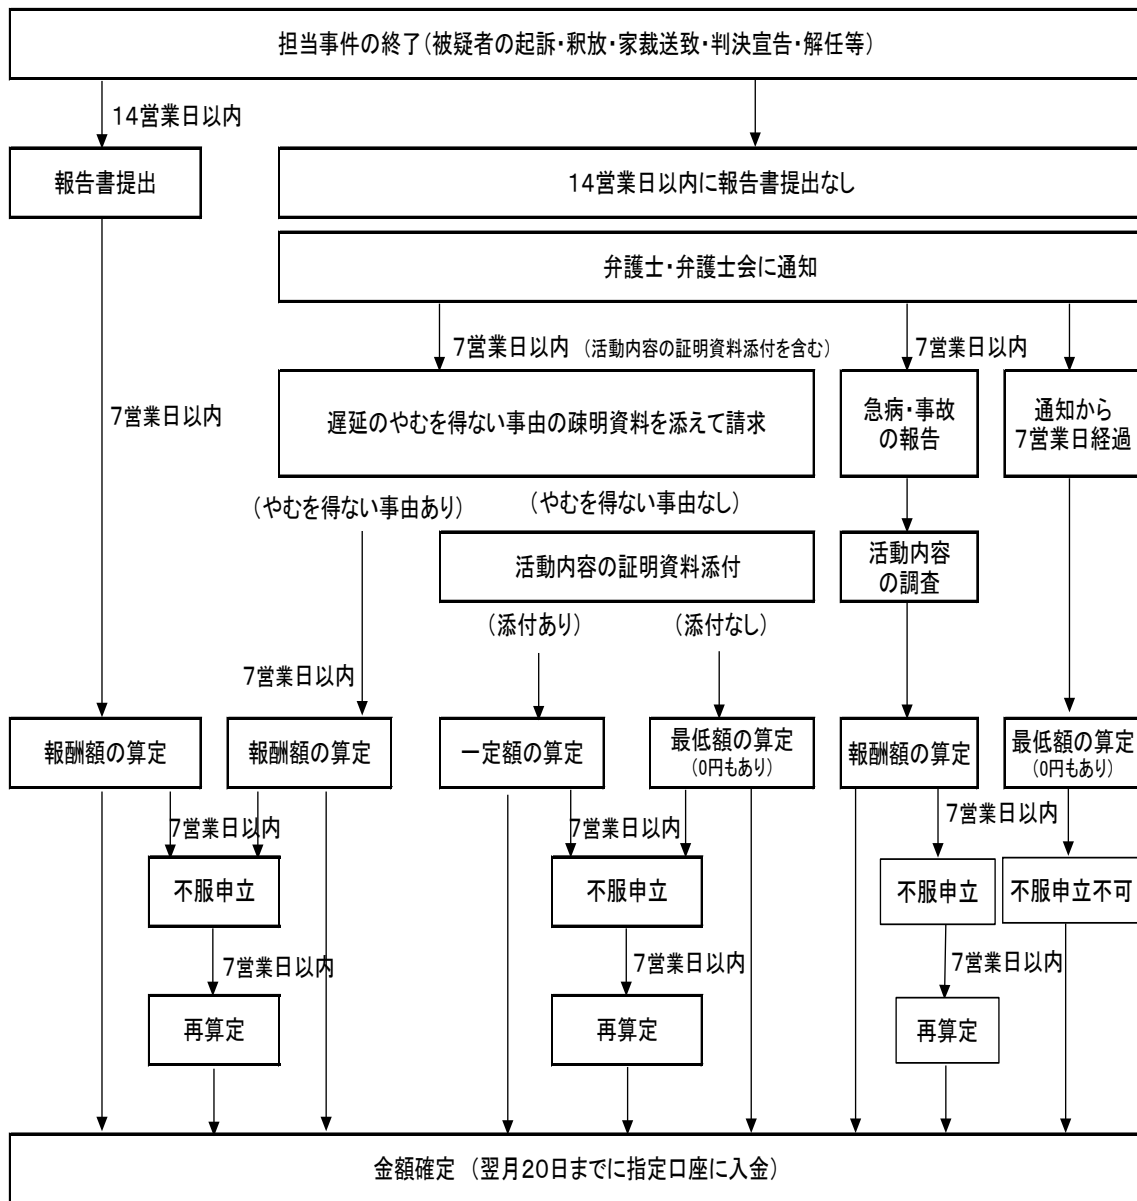 担当事件の終了(被疑者の起訴・釈放・家裁送致・判決宣告・解任等)
14営業日以内
報告書提出
14営業日以内に報告書提出なし
弁護士・弁護士会に通知
7営業日以内 (活動内容の証明資料添付を含む)
7営業日以内
7営業日以内
遅延のやむを得ない事由の疎明資料を添えて請求
急病・事故
の報告
通知から
7営業日経過
(やむを得ない事由あり)
(やむを得ない事由なし)
活動内容の証明資料添付
活動内容
の調査
(添付あり)
(添付なし)
7営業日以内
報酬額の算定
報酬額の算定
一定額の算定
最低額の算定
(0円もあり)
報酬額の算定
最低額の算定
(0円もあり)
7営業日以内
7営業日以内
7営業日以内
不服申立
不服申立
不服申立
不服申立不可
7営業日以内
7営業日以内
7営業日以内
再算定
再算定
再算定
金額確定 (翌月20日までに指定口座に入金)